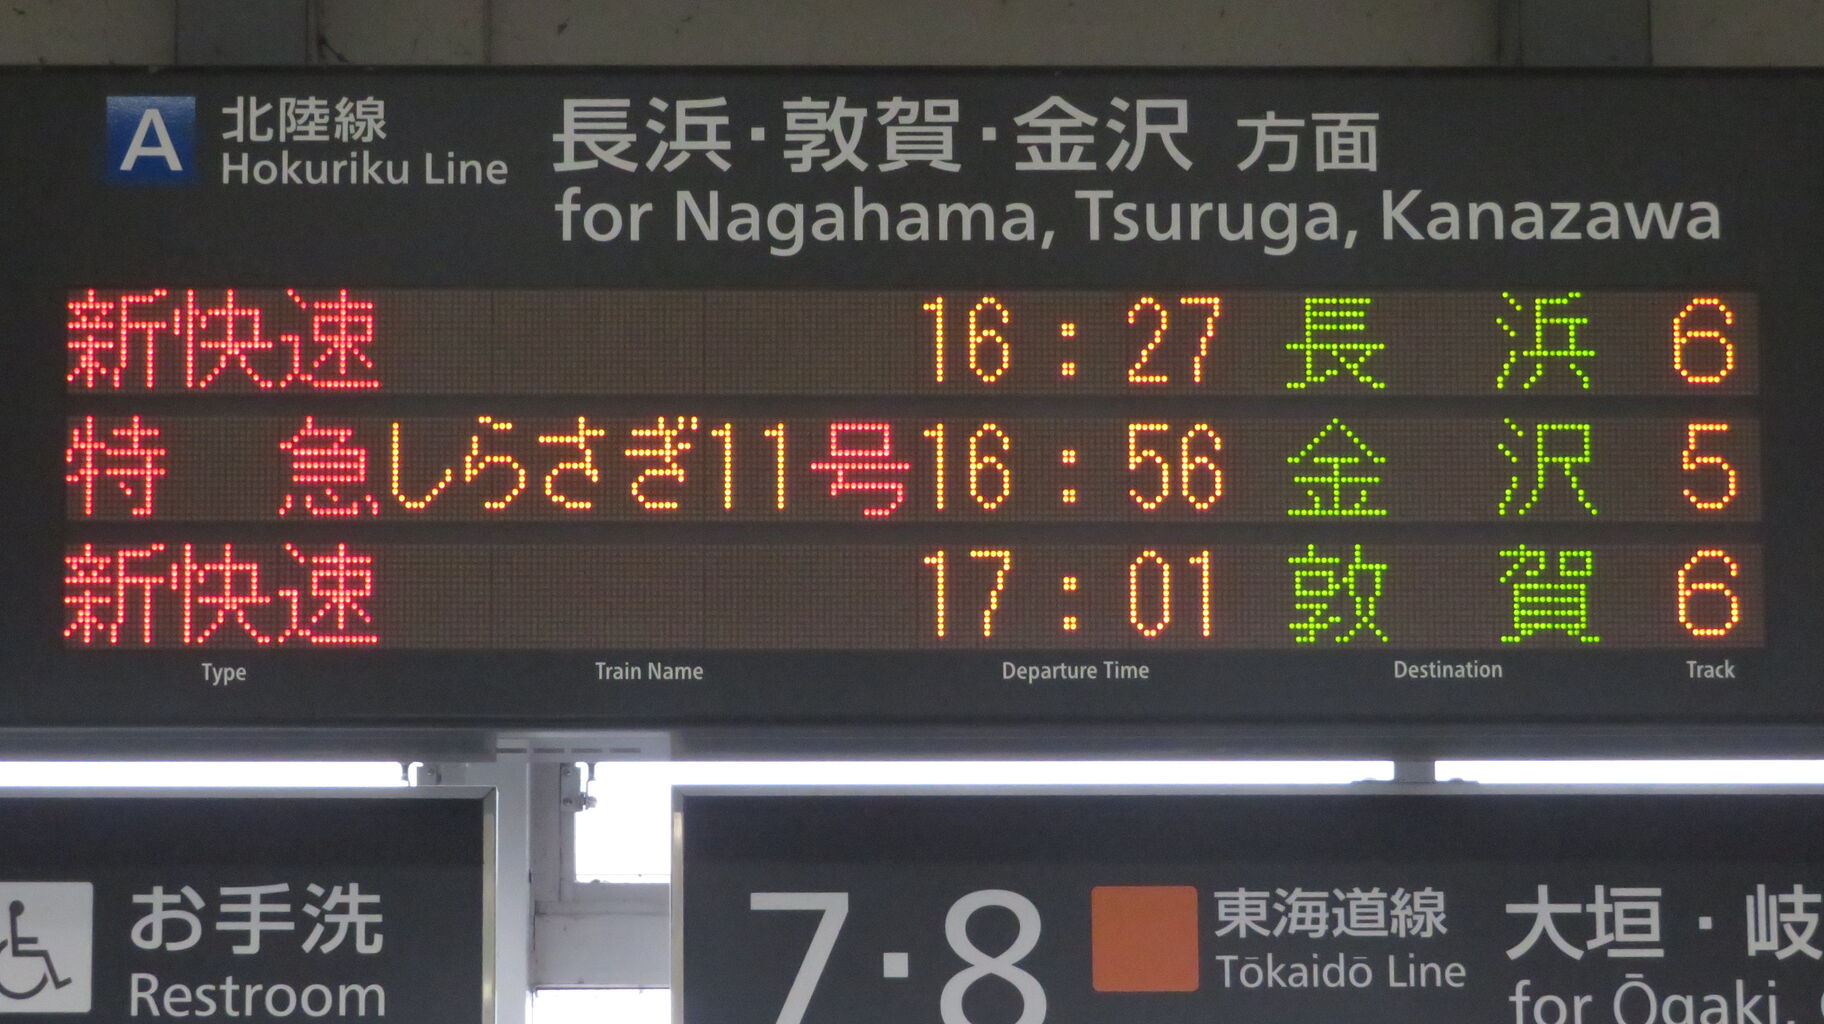 A 北陸線 長浜・敦賀・金沢 方面
Hokuriku Line for Nagahama, Tsuruga, Kanazawa
新快速 16:27 長浜 6
特急 しらさぎ11号 16:56 金沢 5
新快速 17:01 敦賀 6
Type Train Name Departure Time Destination Track
お手洗
Restroom
7・8 東海道線 大垣・岐
Tōkaidō Line for Ōgaki,